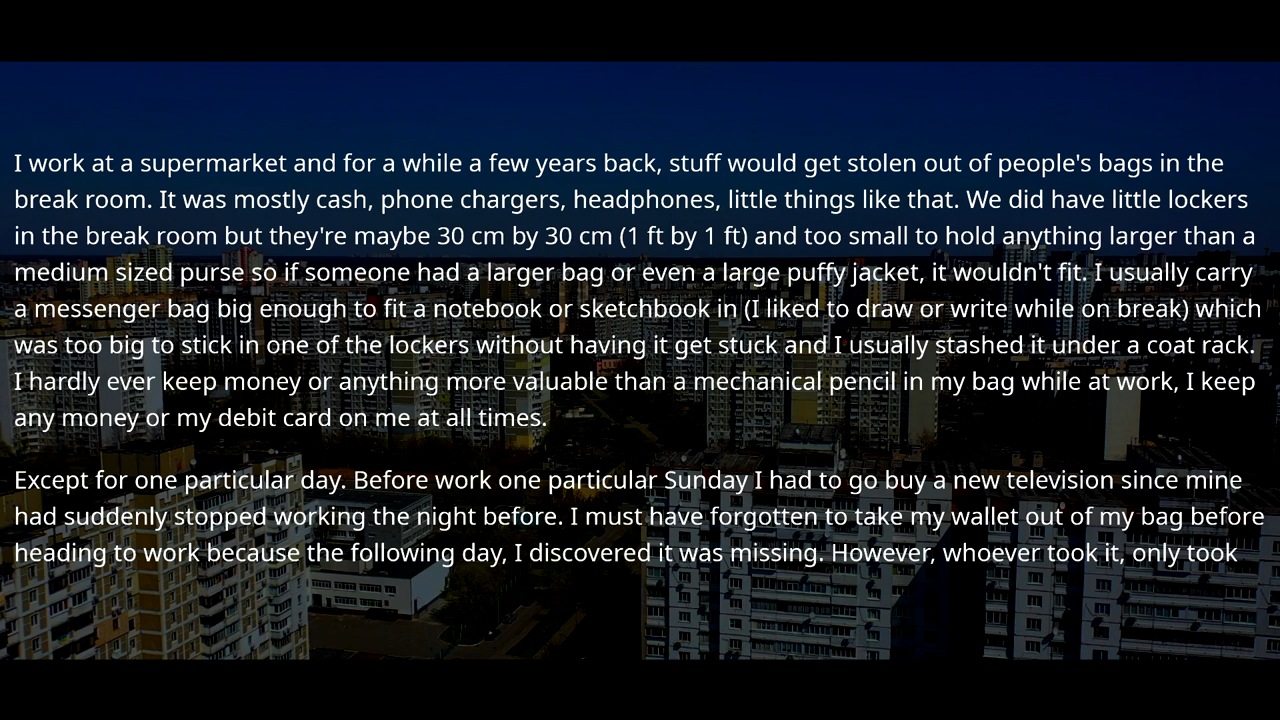 I work at a supermarket and for a while a few years back, stuff would get stolen out of people's bags in the
break room. It was mostly cash, phone chargers, headphones, little things like that. We did have little lockers
in the break room but they're maybe 30 cm by 30 cm (1 ft by 1 ft) and too small to hold anything larger than a
medium sized purse so if someone had a larger bag or even a large puffy jacket, it wouldn't fit. I usually carry
a messenger bag big enough to fit a notebook or sketchbook in (I liked to draw or write while on break) which
was too big to stick in one of the lockers without having it get stuck and I usually stashed it under a coat rack.
I hardly ever keep money or anything more valuable than a mechanical pencil in my bag while at work, I keep
any money or my debit card on me at all times.
Except for one particular day. Before work one particular Sunday I had to go buy a new television since mine
had suddenly stopped working the night before. I must have forgotten to take my wallet out of my bag before
heading to work because the following day, I discovered it was missing. However, whoever took it, only took